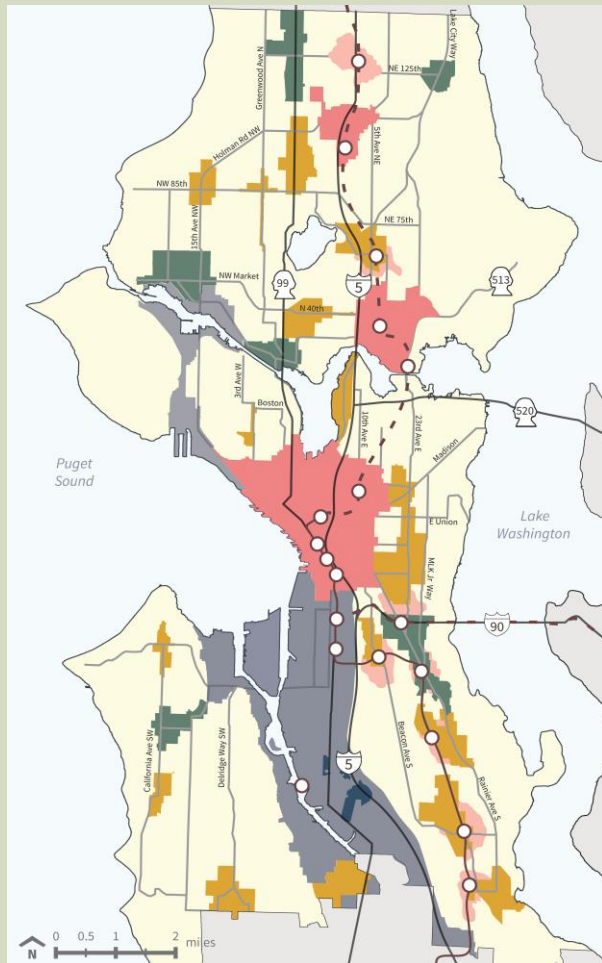 Lake City Way
Greenwood Ave N
NE 125th
5th Ave NE
Holman Rd NW
NW 85th
15th Ave NW
NE 75th
NW Market
99
5
513
N 40th
3rd Ave W
Boston
10th Ave E
23rd Ave E
520
Madison
Puget
Sound
E Union
Lake
Washington
MLK Jr. Way
90
California Ave SW
Delridge Way SW
5
Beacon Ave S
Rainier Ave S
N
0 0.5 1 2 miles